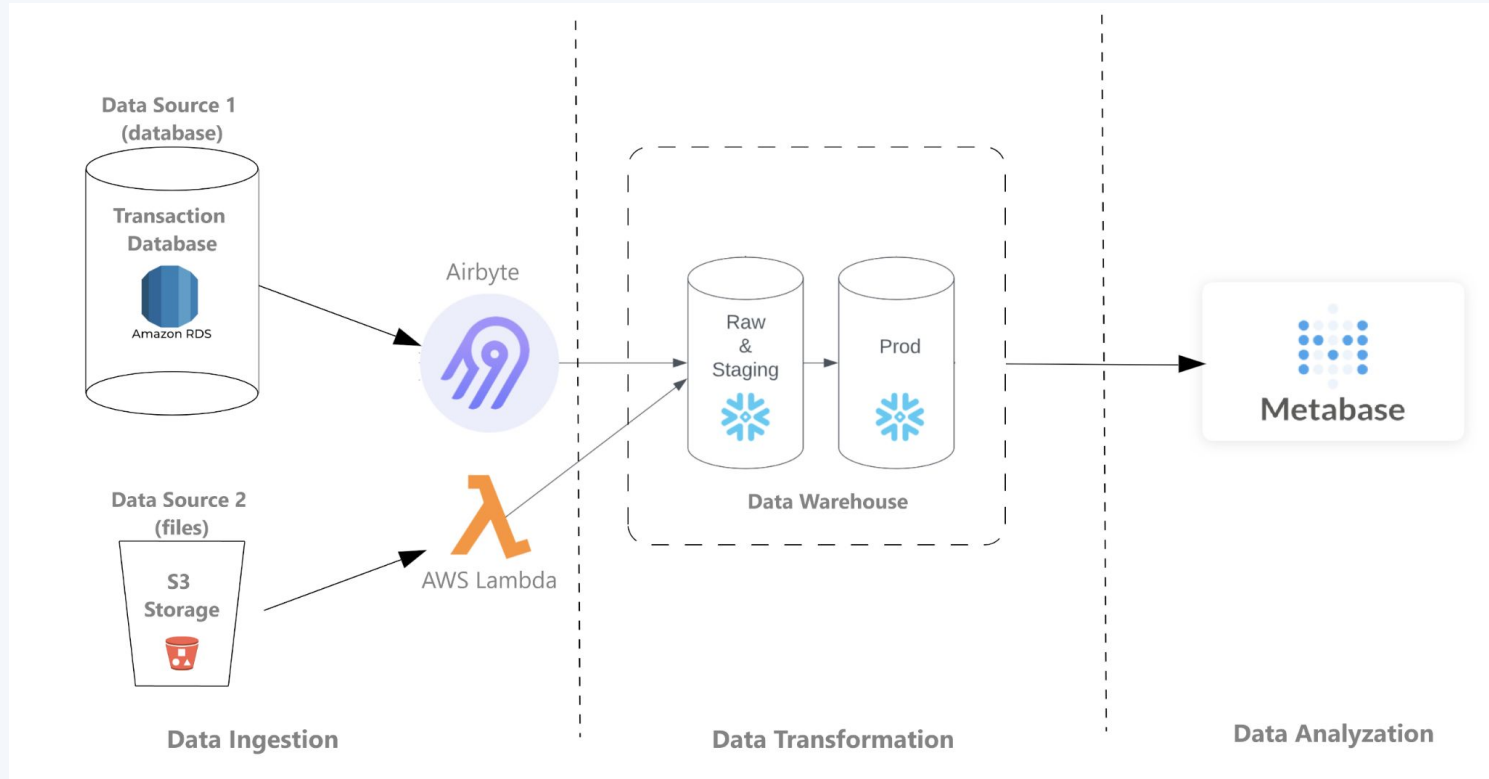 Data Source 1
(database)
Transaction
Database
Amazon RDS
Airbyte
Data Source 2
(files)
S3
Storage
AWS Lambda
Data Ingestion
Raw
&
Staging
Prod
Data Warehouse
Data Transformation
Metabase
Data Analyzation